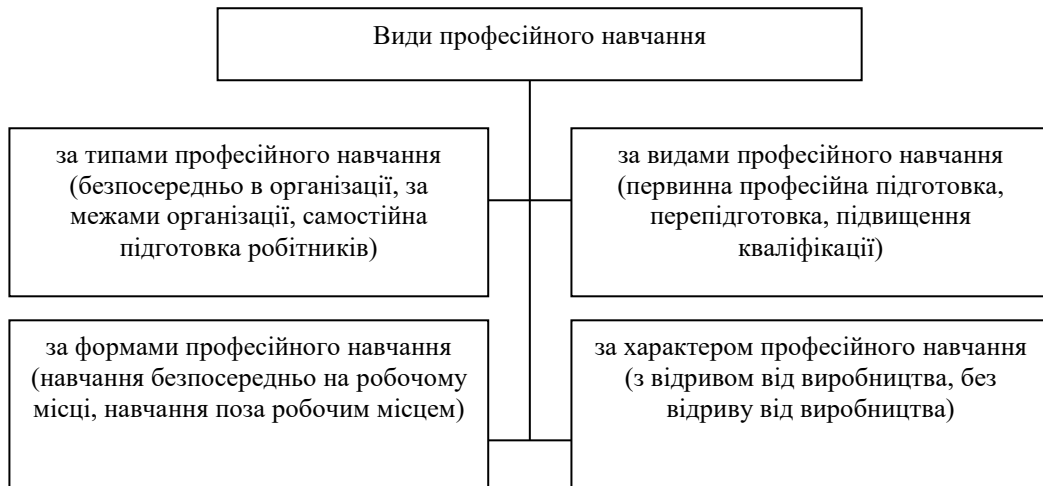 Види професійного навчання
за типами професійного навчання
(безпосередньо в організації, за
межами організації, самостійна
підготовка робітників)
за видами професійного навчання
(первинна професійна підготовка,
перепідготовка, підвищення
кваліфікації)
за формами професійного навчання
(навчання безпосередньо на робочому
місці, навчання поза робочим місцем)
за характером професійного навчання
(з відривом від виробництва, без
відриву від виробництва)